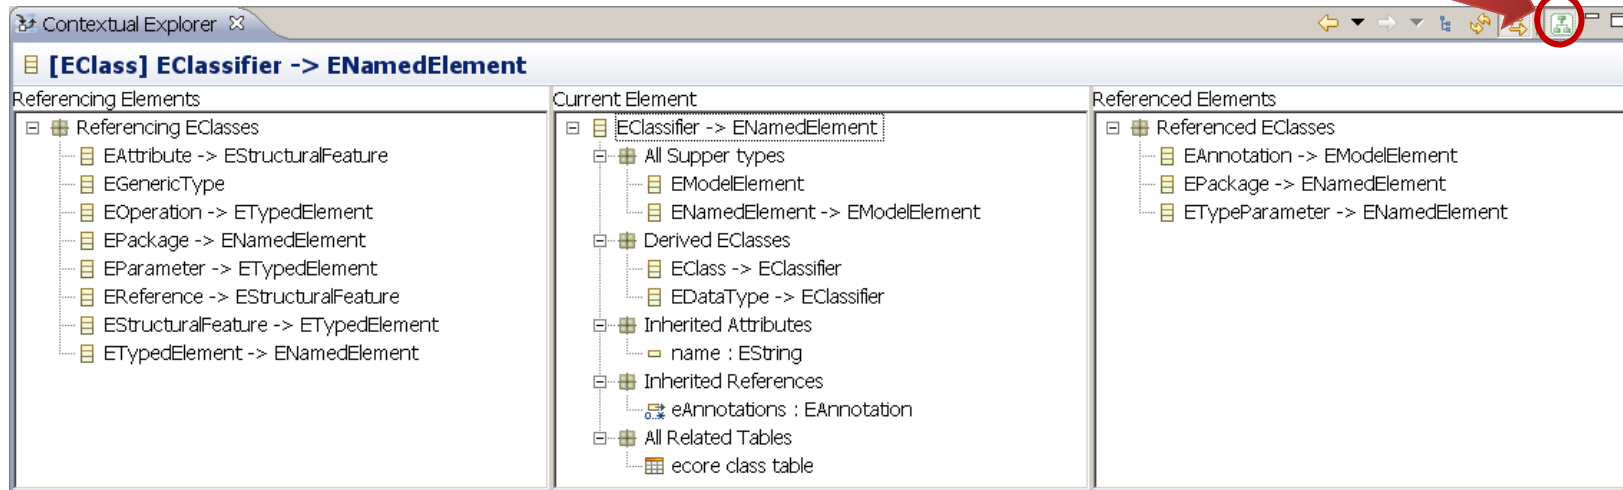 Contextual Explorer
[EClass] EClassifier -> ENamedElement
Referencing Elements
Referencing EClasses
EAttribute -> EStructuralFeature
EGenericType
EOperation -> ETypedElement
EPackage -> ENamedElement
EParameter -> ETypedElement
EReference -> EStructuralFeature
EStructuralFeature -> ETypedElement
ETypedElement -> ENamedElement
Current Element
EClassifier -> ENamedElement
All Supper types
EModelElement
ENamedElement -> EModelElement
Derived EClasses
EClass -> EClassifier
EDataType -> EClassifier
Inherited Attributes
name : EString
Inherited References
eAnnotations : EAnnotation
All Related Tables
ecore class table
Referenced Elements
Referenced EClasses
EAnnotation -> EModelElement
EPackage -> ENamedElement
ETypeParameter -> ENamedElement